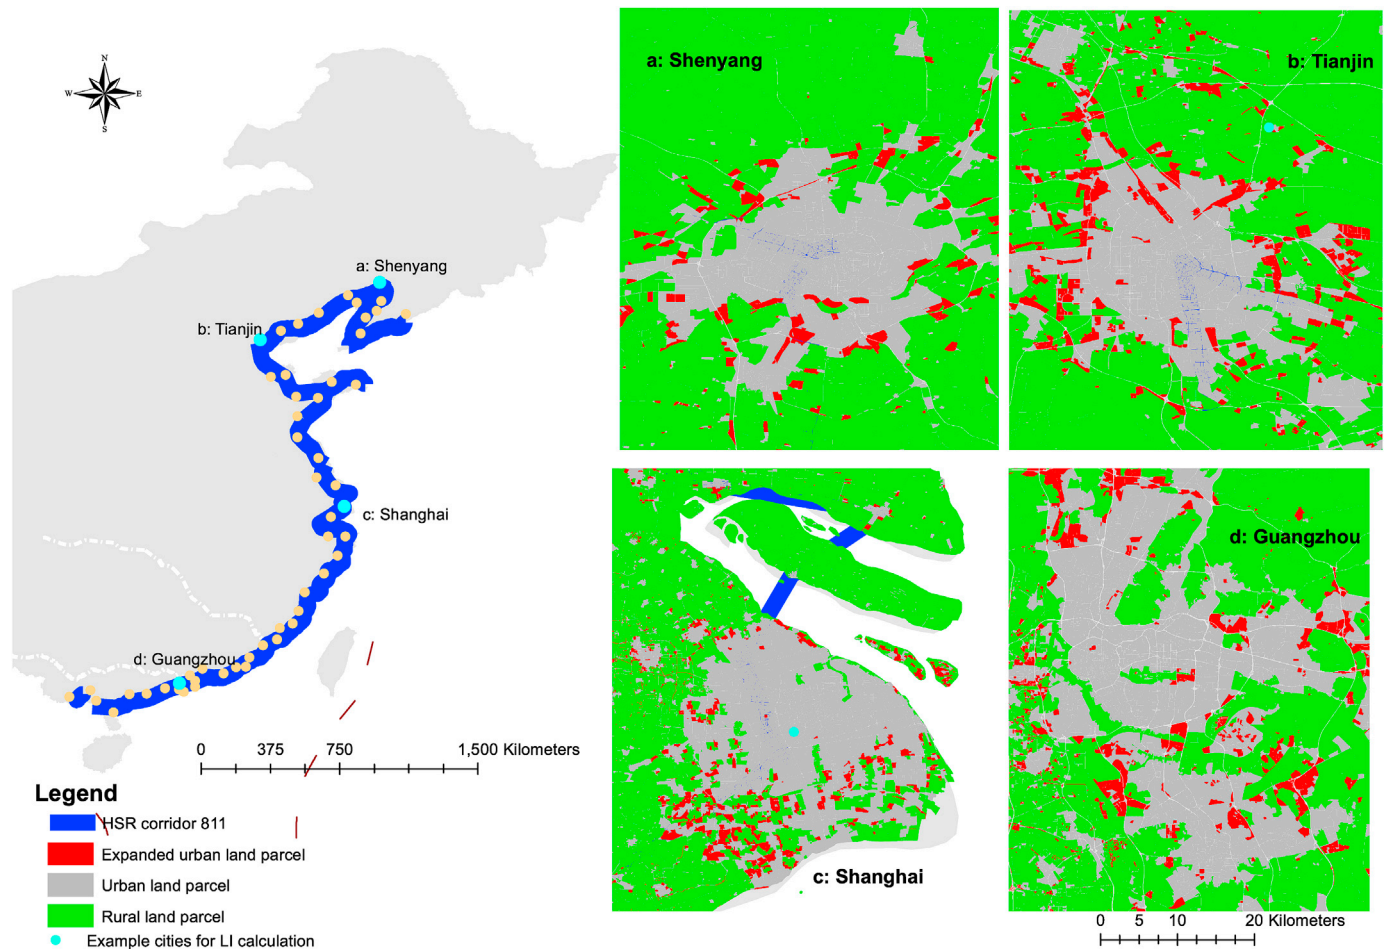 N
W
E
S
a: Shenyang
b: Tianjin
c: Shanghai
d: Guangzhou
0 375 750 1,500 Kilometers
Legend
HSR corridor 811
Expanded urban land parcel
Urban land parcel
Rural land parcel
Example cities for LI calculation
a: Shenyang
b: Tianjin
c: Shanghai
d: Guangzhou
0 5 10 20 Kilometers